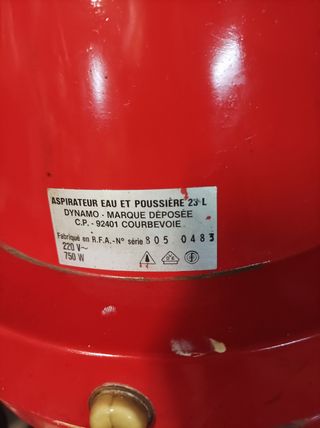 ASPIRATEUR EAU ET POUSSIÈRE 23 L
DYNAMO - MARQUE DÉPOSÉE
C.P. - 92401 COURBEVOIE
Fabriqué en R.F.A.-N° série 805 0483
220 V~
750 W